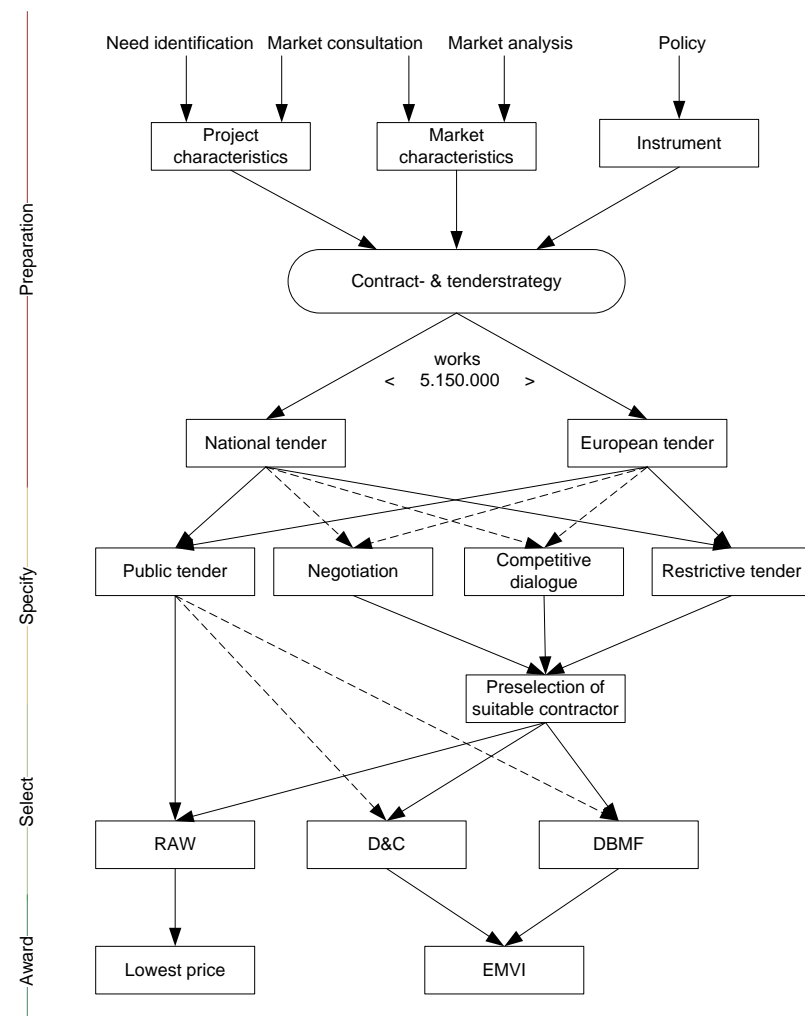 Need identification
Market consultation
Market analysis
Policy
Project
characteristics
Market
characteristics
Instrument
Preparation
Contract- & tenderstrategy
works
< 5.150.000 >
National tender
European tender
Specify
Public tender
Negotiation
Competitive
dialogue
Restrictive tender
Preselection of
suitable contractor
Select
RAW
D&C
DBMF
Award
Lowest price
EMVI